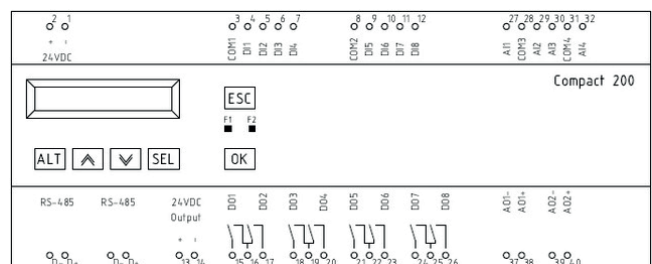 2 1 3 4 5 6 7 8 9 10 11 12 27 28 29 30 31 32
+ - COM1 DI1 DI2 DI3 DI4 COM2 DI5 DI6 DI7 DI8 AI1 COM3 AI2 AI3 COM4 AI4
24VDC
Compact 200
ESC
F1 F2
ALT SEL OK
RS-485 RS-485 24VDC DO1 DO2 DO3 DO4 DO5 DO6 DO7 DO8 AO1- AO1+ AO2- AO2+
Output
+ -
D- D+ D- D+ 13 14 15 16 17 18 19 20 21 22 23 24 25 26 37 38 39 40